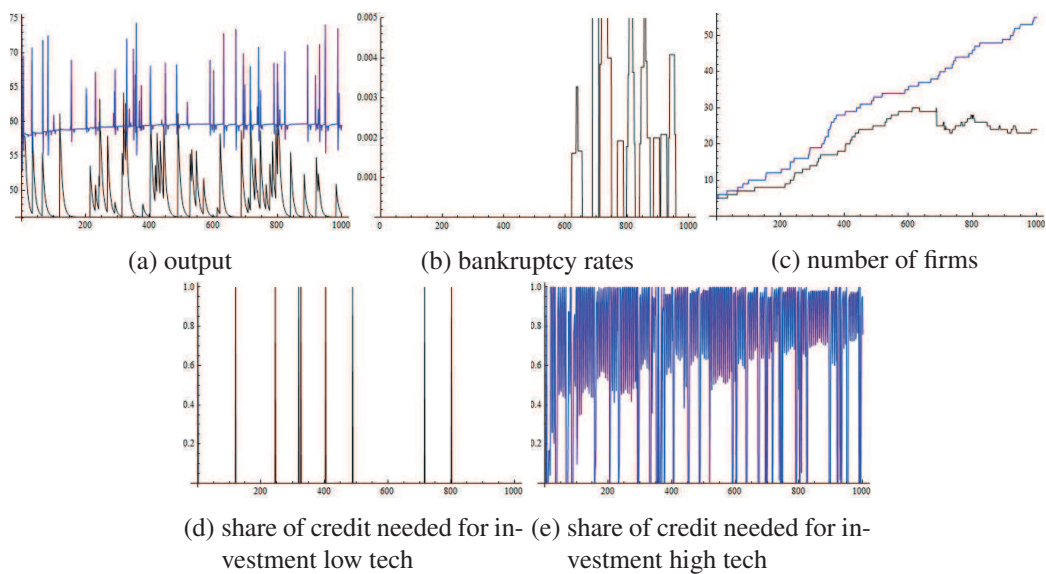 75
70
65
60
55
50
200 400 600 800 1000
(a) output
0.005
0.004
0.003
0.002
0.001
200 400 600 800 1000
(b) bankruptcy rates
50
40
30
20
10
200 400 600 800 1000
(c) number of firms
1.0
0.8
0.6
0.4
0.2
200 400 600 800 1000
(d) share of credit needed for in-
vestment low tech
1.0
0.8
0.6
0.4
0.2
200 400 600 800 1000
(e) share of credit needed for in-
vestment high tech